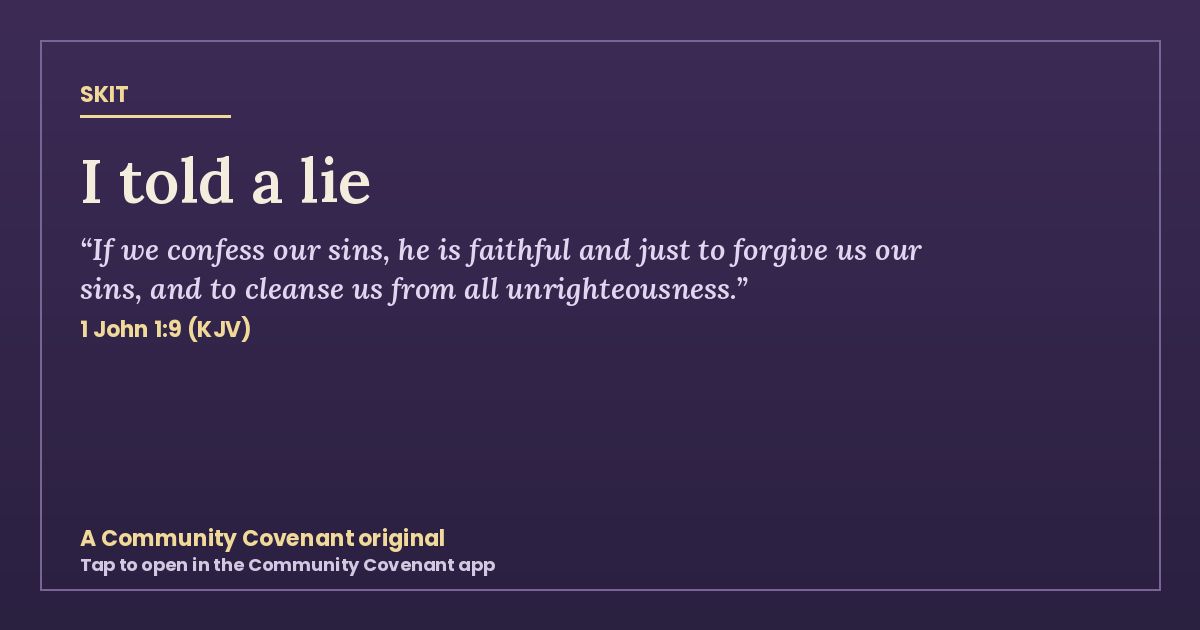 SKIT
I told a lie
“If we confess our sins, he is faithful and just to forgive us our
sins, and to cleanse us from all unrighteousness.”
1 John 1:9 (KJV)
A Community Covenant original
Tap to open in the Community Covenant app